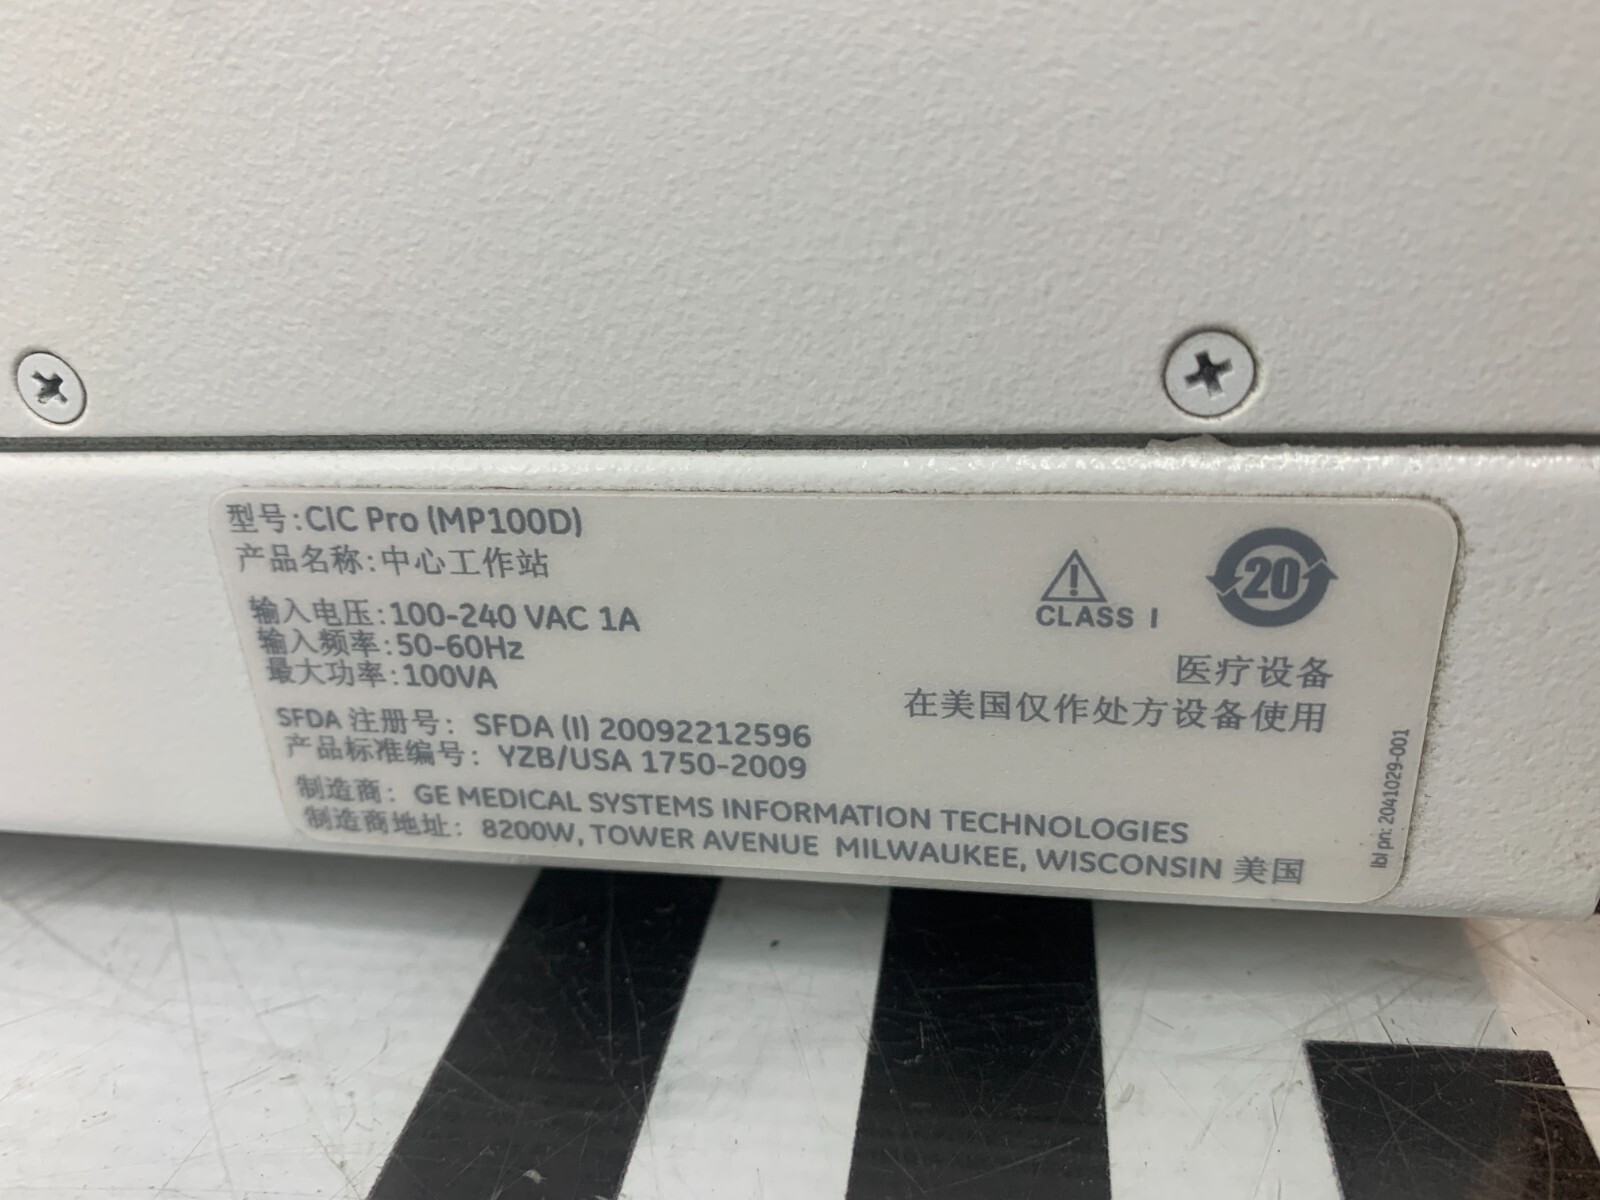 型号:CIC Pro (MP100D)
产品名称:中心工作站
输入电压:100-240 VAC 1A
输入频率:50-60Hz
最大功率:100VA
SFDA 注册号: SFDA (I) 20092212596
产品标准编号: YZB/USA 1750-2009
制造商: GE MEDICAL SYSTEMS INFORMATION TECHNOLOGIES
制造商地址: 8200W, TOWER AVENUE MILWAUKEE, WISCONSIN 美国
CLASS I
20
医疗设备
在美国仅作处方设备使用
lbl pn: 2041029-001